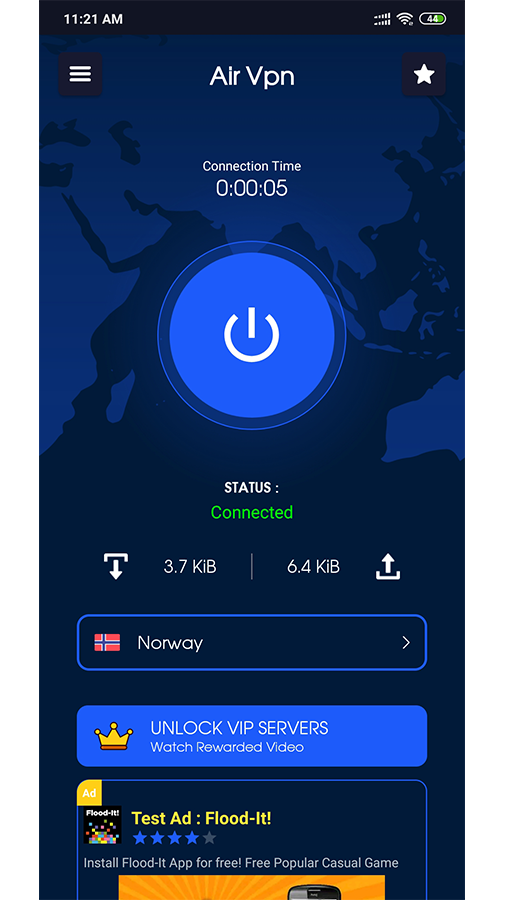 11:21 AM
44
Air Vpn
Connection Time
0:00:05
STATUS :
Connected
3.7 KiB
6.4 KiB
Norway
UNLOCK VIP SERVERS
Watch Rewarded Video
Ad
Flood-It!
Test Ad : Flood-It!
Install Flood-It App for free! Free Popular Casual Game